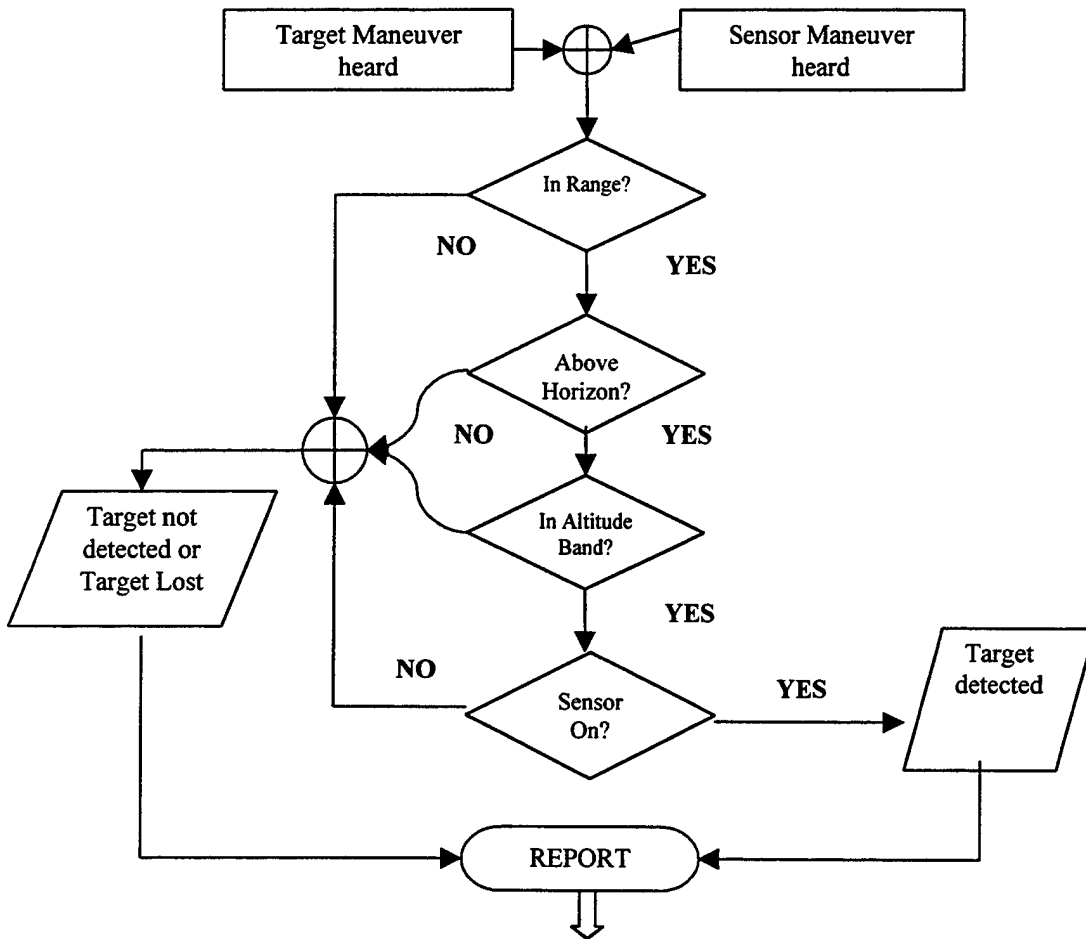 Target Maneuver
heard
Sensor Maneuver
heard
In Range?
NO
YES
Above
Horizon?
NO
YES
Target not
detected or
Target Lost
In Altitude
Band?
YES
NO
Sensor
On?
YES
Target
detected
REPORT